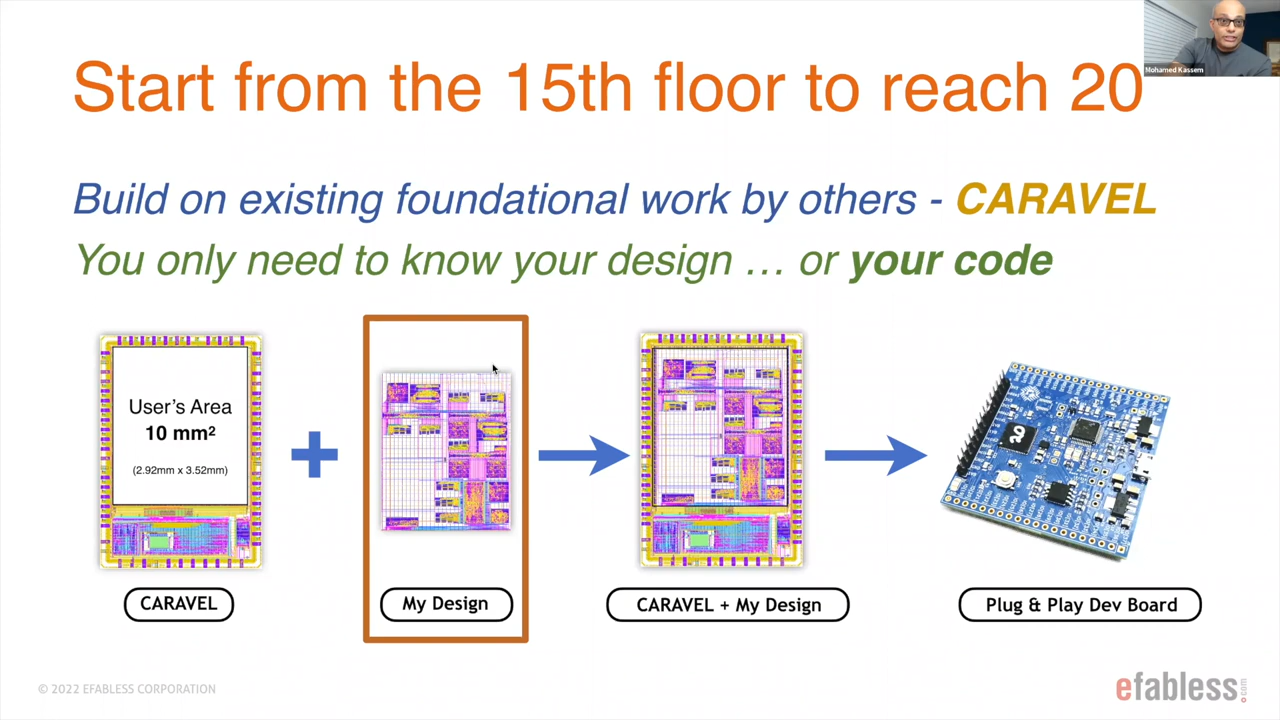 Mohamed Kassem
Start from the 15th floor to reach 20
Build on existing foundational work by others - CARAVEL
You only need to know your design … or your code
User's Area
10 mm²
(2.92mm x 3.52mm)
CARAVEL
My Design
CARAVEL + My Design
Plug & Play Dev Board
© 2022 EFABLESS CORPORATION
efabless.com